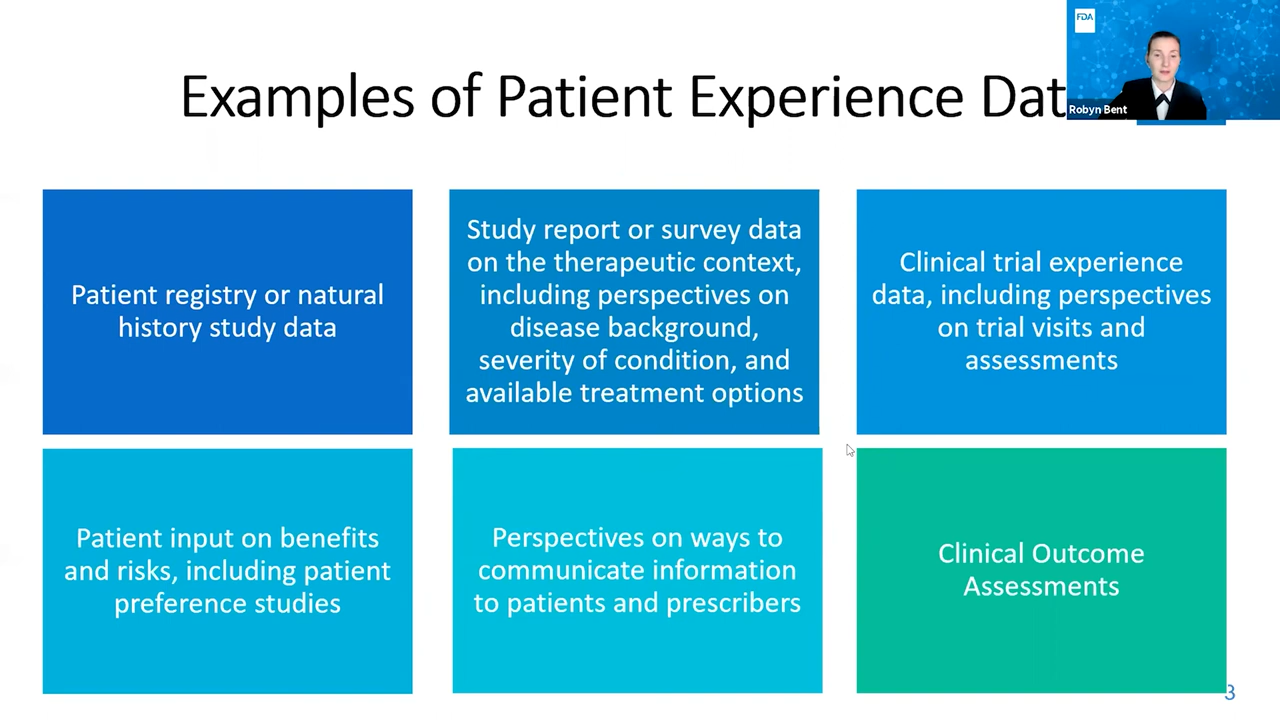 FDA
Examples of Patient Experience Dat
Robyn Bent
Patient registry or natural
history study data
Study report or survey data
on the therapeutic context,
including perspectives on
disease background,
severity of condition, and
available treatment options
Clinical trial experience
data, including perspectives
on trial visits and
assessments
Patient input on benefits
and risks, including patient
preference studies
Perspectives on ways to
communicate information
to patients and prescribers
Clinical Outcome
Assessments
3